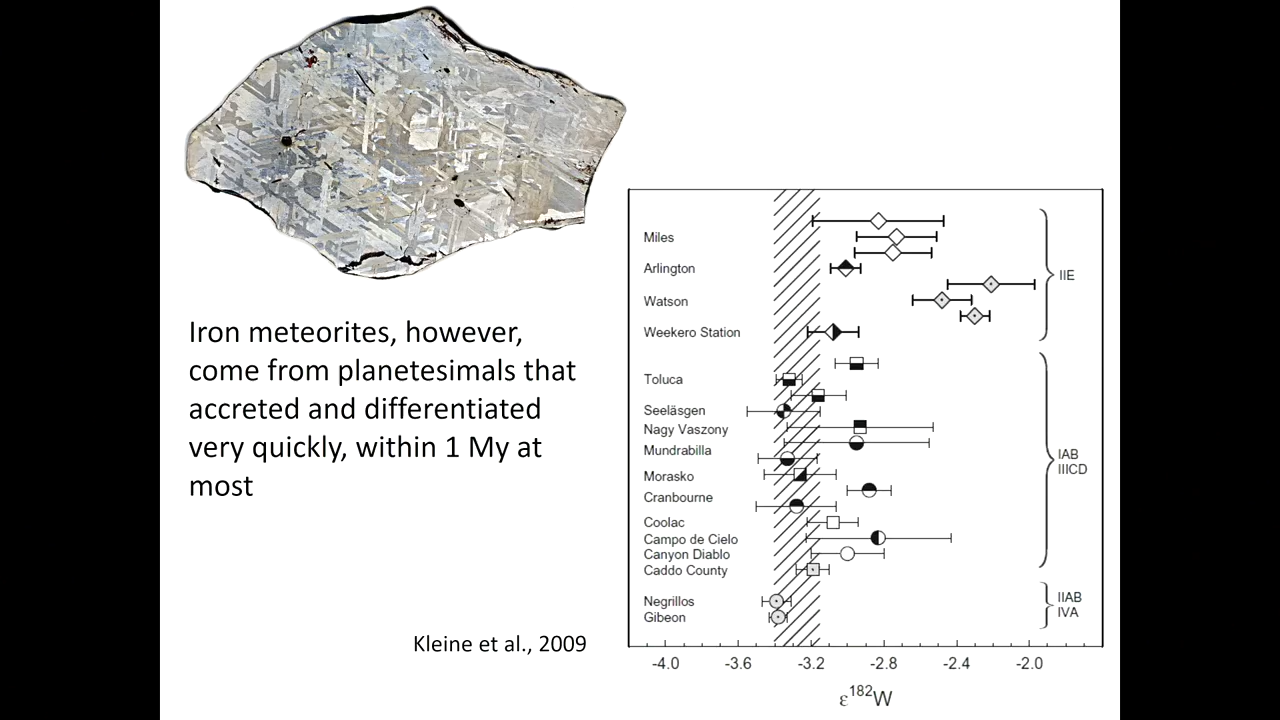 Iron meteorites, however,
come from planetesimals that
accreted and differentiated
very quickly, within 1 My at
most
Kleine et al., 2009
Miles
Arlington
Watson
Weekero Station
IIE
Toluca
Seeläsgen
Nagy Vaszony
Mundrabilla
Morasko
Cranbourne
Coolac
Campo de Cielo
Canyon Diablo
Caddo County
IAB
IIICD
Negrillos
Gibeon
IIAB
IVA
-4.0 -3.6 -3.2 -2.8 -2.4 -2.0
ε¹⁸²W